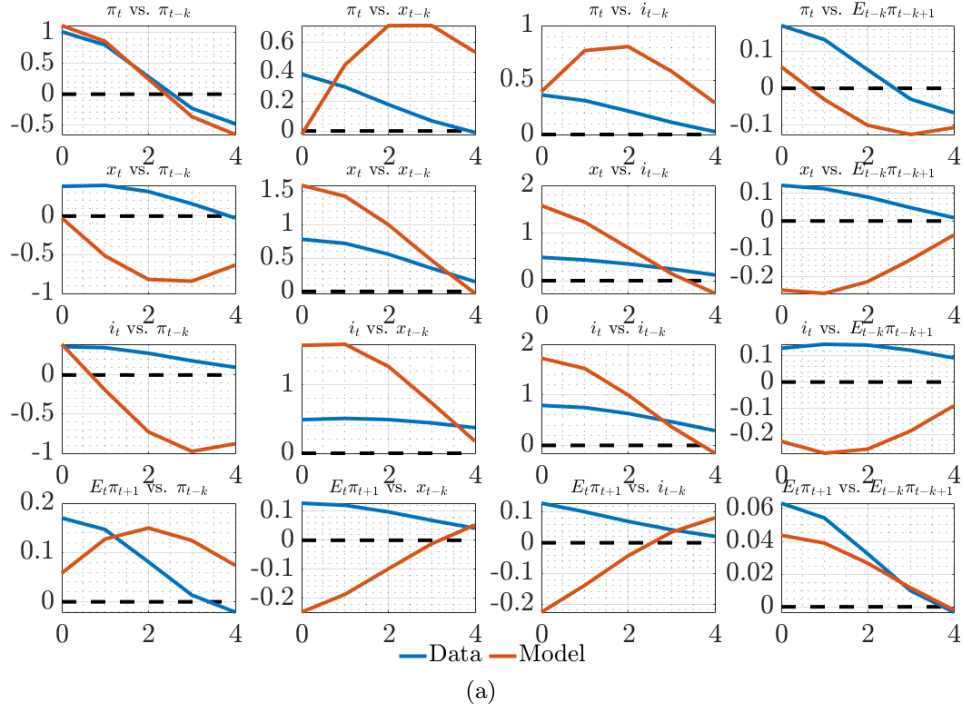 π_t vs. π_{t−k} π_t vs. x_{t−k} π_t vs. i_{t−k} π_t vs. E_{t−k}π_{t−k+1}
1 0.5 0 -0.5 0 2 4
0.6 0.4 0.2 0 0 2 4
1 0.5 0 0 2 4
0.1 0 -0.1 0 2 4
x_t vs. π_{t−k} x_t vs. x_{t−k} x_t vs. i_{t−k} x_t vs. E_{t−k}π_{t−k+1}
0 -0.5 -1 0 2 4
1.5 1 0.5 0 0 2 4
2 1 0 0 2 4
0.1 0 -0.1 -0.2 0 2 4
i_t vs. π_{t−k} i_t vs. x_{t−k} i_t vs. i_{t−k} i_t vs. E_{t−k}π_{t−k+1}
0 -0.5 -1 0 2 4
1 0 0 2 4
2 1 0 0 2 4
0.1 0 -0.1 -0.2 0 2 4
E_tπ_{t+1} vs. π_{t−k} E_tπ_{t+1} vs. x_{t−k} E_tπ_{t+1} vs. i_{t−k} E_tπ_{t+1} vs. E_{t−k}π_{t−k+1}
0.2 0.1 0 0 2 4
0.1 0 -0.1 -0.2 0 2 4
0.1 0 -0.1 -0.2 0 2 4
0.06 0.04 0.02 0 0 2 4
Data Model
(a)